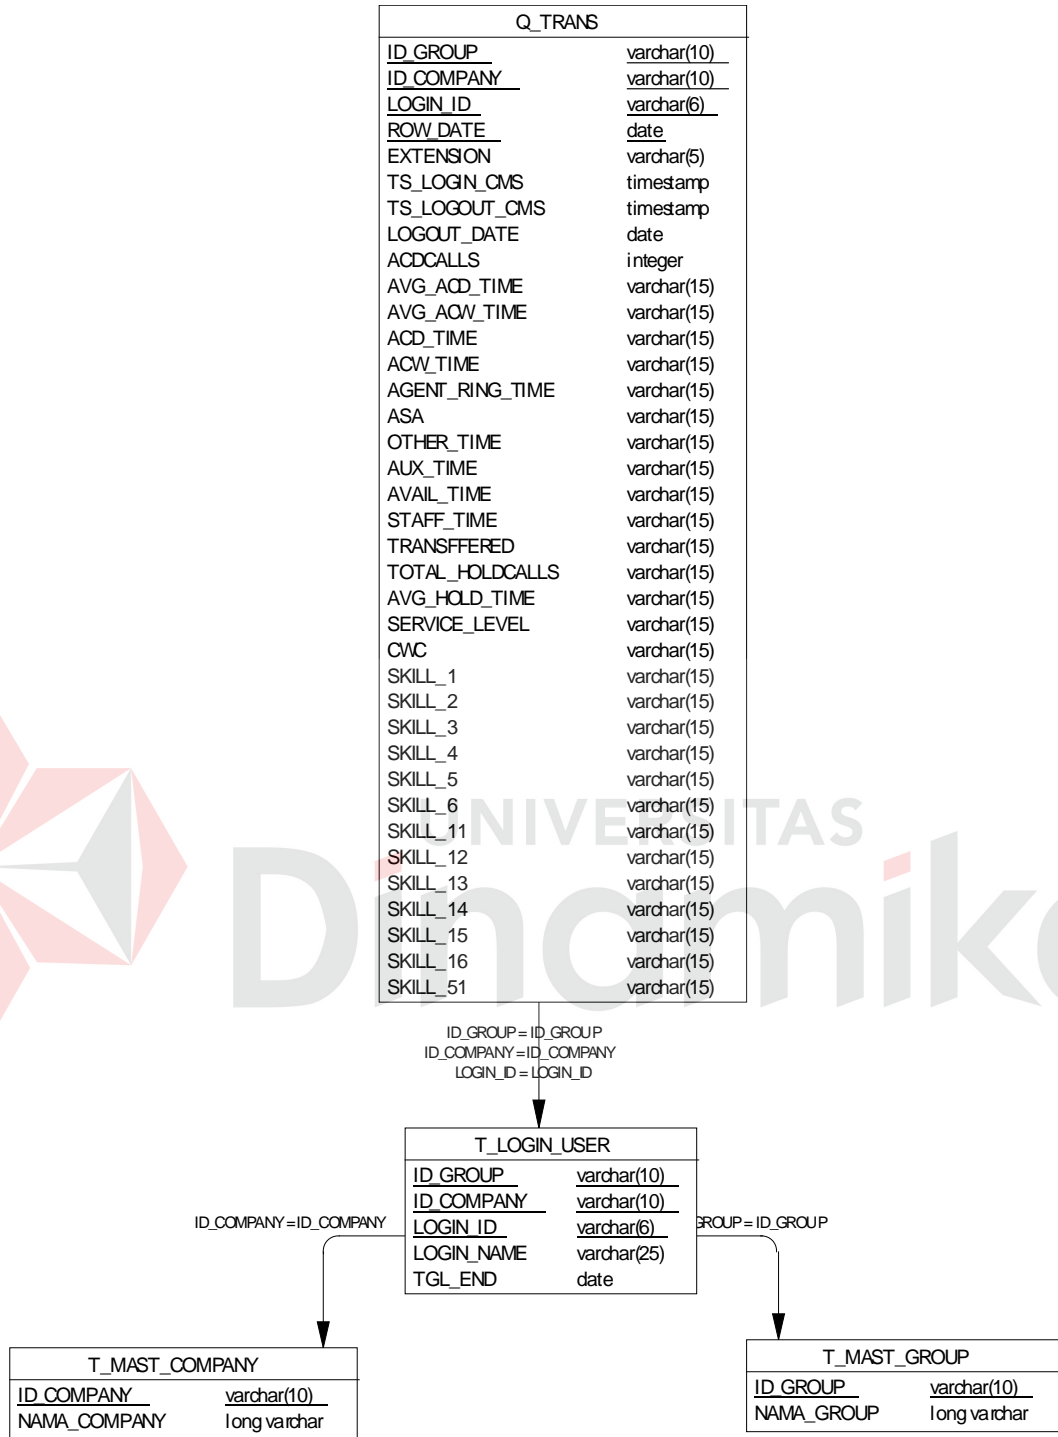 Q_TRANS
ID_GROUP varchar(10)
ID_COMPANY varchar(10)
LOGIN_ID varchar(6)
ROW_DATE date
EXTENSION varchar(5)
TS_LOGIN_CMS timestamp
TS_LOGOUT_CMS timestamp
LOGOUT_DATE date
ACDCALLS integer
AVG_ACD_TIME varchar(15)
AVG_ACW_TIME varchar(15)
ACD_TIME varchar(15)
ACW_TIME varchar(15)
AGENT_RING_TIME varchar(15)
ASA varchar(15)
OTHER_TIME varchar(15)
AUX_TIME varchar(15)
AVAIL_TIME varchar(15)
STAFF_TIME varchar(15)
TRANSFFERED varchar(15)
TOTAL_HOLDCALLS varchar(15)
AVG_HOLD_TIME varchar(15)
SERVICE_LEVEL varchar(15)
CWC varchar(15)
SKILL_1 varchar(15)
SKILL_2 varchar(15)
SKILL_3 varchar(15)
SKILL_4 varchar(15)
SKILL_5 varchar(15)
SKILL_6 varchar(15)
SKILL_11 varchar(15)
SKILL_12 varchar(15)
SKILL_13 varchar(15)
SKILL_14 varchar(15)
SKILL_15 varchar(15)
SKILL_16 varchar(15)
SKILL_51 varchar(15)
UNIVERSITAS
Dinamika
ID_GROUP = ID_GROUP
ID_COMPANY = ID_COMPANY
LOGIN_ID = LOGIN_ID
T_LOGIN_USER
ID_GROUP varchar(10)
ID_COMPANY varchar(10)
LOGIN_ID varchar(6)
LOGIN_NAME varchar(25)
TGL_END date
ID_COMPANY = ID_COMPANY
GROUP = ID_GROUP
T_MAST_COMPANY
ID_COMPANY varchar(10)
NAMA_COMPANY long varchar
T_MAST_GROUP
ID_GROUP varchar(10)
NAMA_GROUP long varchar